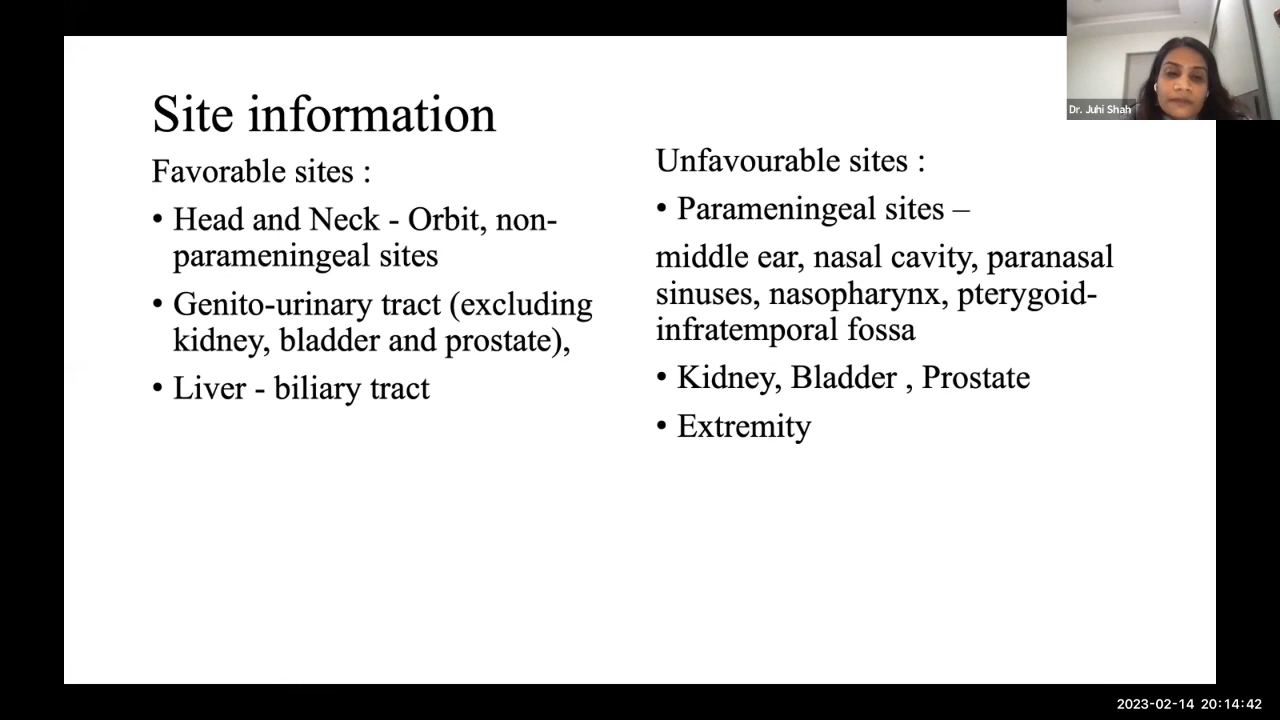 Dr. Juhi Shah
Site information
Favorable sites :
• Head and Neck - Orbit, non-
parameningeal sites
• Genito-urinary tract (excluding
kidney, bladder and prostate),
• Liver - biliary tract
Unfavourable sites :
• Parameningeal sites –
middle ear, nasal cavity, paranasal
sinuses, nasopharynx, pterygoid-
infratemporal fossa
• Kidney, Bladder , Prostate
• Extremity
2023-02-14 20:14:42